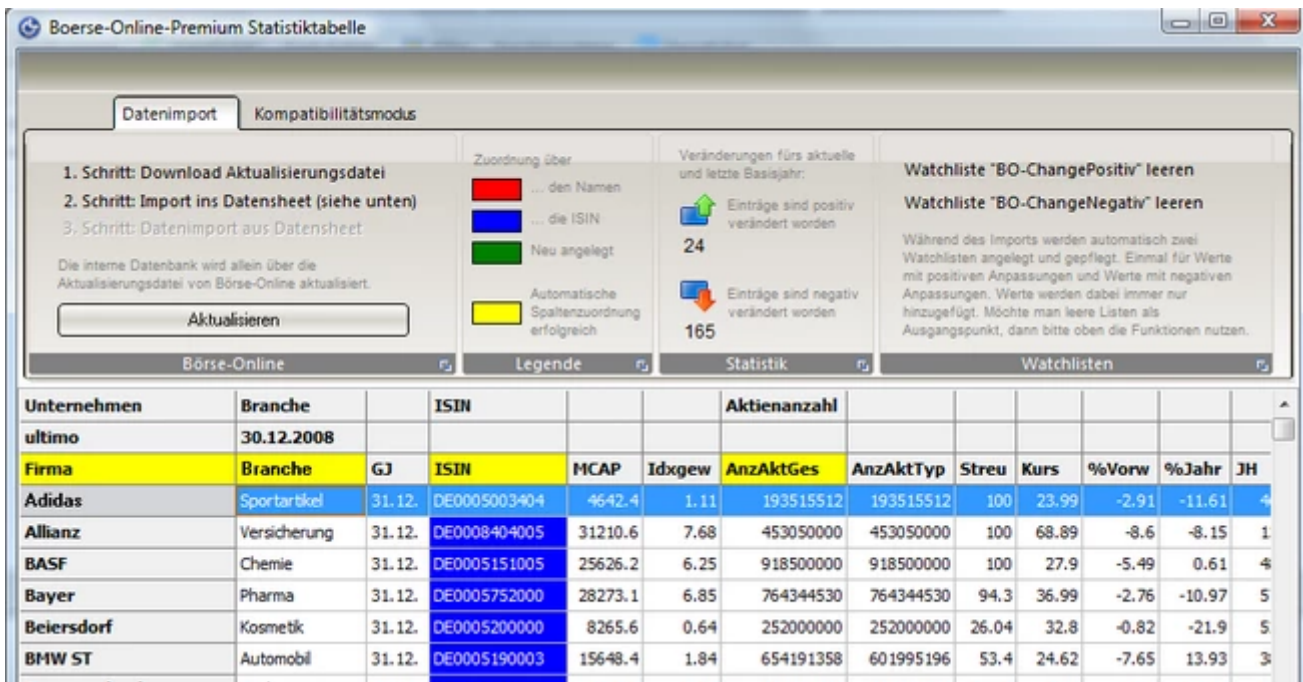 Boerse-Online-Premium Statistiktabelle
Datenimport Kompatibilitätsmodus
1. Schritt: Download Aktualisierungsdatei
2. Schritt: Import ins Datensheet (siehe unten)
3. Schritt: Datenimport aus Datensheet
Die interne Datenbank wird allein über die
Aktualisierungsdatei von Börse-Online aktualisiert.
Aktualisieren
Börse-Online
Zuordnung über
... den Namen
... die ISIN
Neu angelegt
Automatische
Spaltenzuordnung
erfolgreich
Legende
Veränderungen fürs aktuelle
und letzte Basisjahr:
Einträge sind positiv
verändert worden
24
Einträge sind negativ
verändert worden
165
Statistik
Watchliste "BO-ChangePositiv" leeren
Watchliste "BO-ChangeNegativ" leeren
Während des Imports werden automatisch zwei
Watchlisten angelegt und gepflegt. Einmal für Werte
mit positiven Anpassungen und Werte mit negativen
Anpassungen. Werte werden dabei immer nur
hinzugefügt. Möchte man leere Listen als
Ausgangspunkt, dann bitte oben die Funktionen nutzen.
Watchlisten
Unternehmen Branche ISIN Aktienanzahl
ultimo 30.12.2008
Firma Branche GJ ISIN MCAP Idxgew AnzAktGes AnzAktTyp Streu Kurs %Vorw %Jahr JH
Adidas Sportartikel 31.12. DE0005003404 4642.4 1.11 193515512 193515512 100 23.99 -2.91 -11.61
Allianz Versicherung 31.12. DE0008404005 31210.6 7.68 453050000 453050000 100 68.89 -8.6 -8.15
BASF Chemie 31.12. DE0005151005 25626.2 6.25 918500000 918500000 100 27.9 -5.49 0.61
Bayer Pharma 31.12. DE0005752000 28273.1 6.85 764344530 764344530 94.3 36.99 -2.76 -10.97
Beiersdorf Kosmetik 31.12. DE0005200000 8265.6 0.64 252000000 252000000 26.04 32.8 -0.82 -21.9
BMW ST Automobil 31.12. DE0005190003 15648.4 1.84 654191358 601995196 53.4 24.62 -7.65 13.93